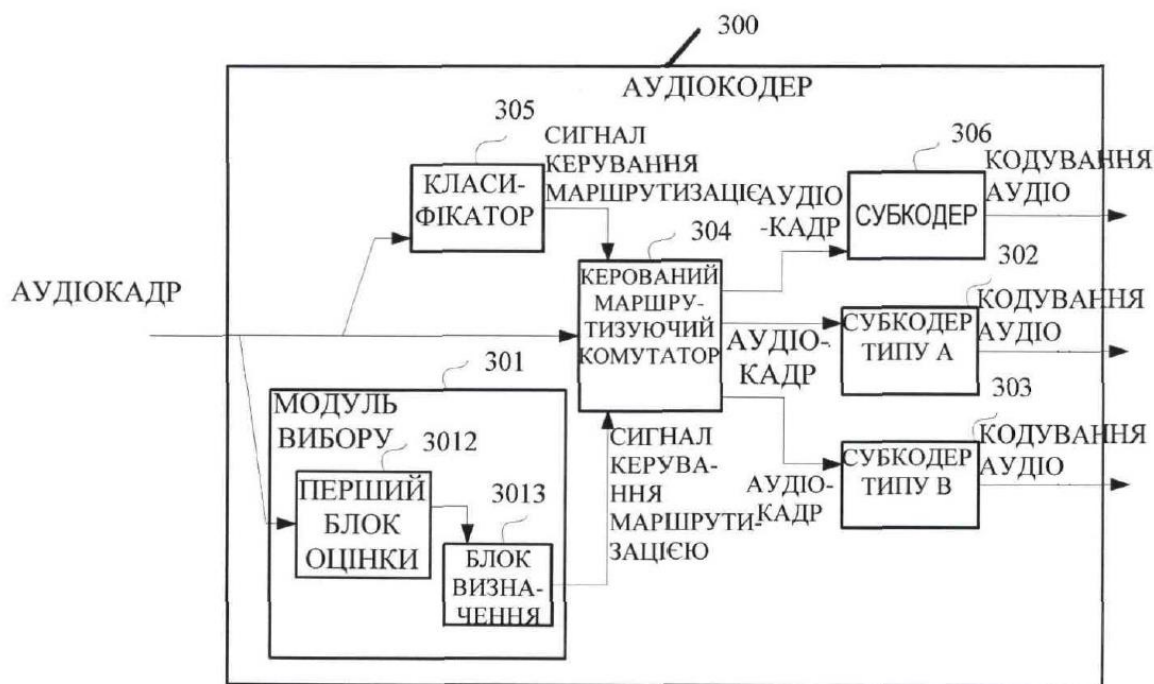 300
АУДІОКОДЕР
305
КЛАСИ-
ФІКАТОР
СИГНАЛ
КЕРУВАННЯ
МАРШРУТИЗАЦІЄ
АУДІО
-КАДР
306
СУБКОДЕР
КОДУВАННЯ
АУДІО
304
КЕРОВАНИЙ
МАРШРУ-
ТИЗУЮЧИЙ
КОМУТАТОР
АУДІОКАДР
302
СУБКОДЕР
ТИПУ А
КОДУВАННЯ
АУДІО
АУДІО-
КАДР
301
МОДУЛЬ
ВИБОРУ
3012
ПЕРШИЙ
БЛОК
ОЦІНКИ
3013
БЛОК
ВИЗНА-
ЧЕННЯ
СИГНАЛ
КЕРУВА-
ННЯ
МАРШРУТИ-
ЗАЦІЄЮ
АУДІО-
КАДР
303
СУБКОДЕР
ТИПУ В
КОДУВАННЯ
АУДІО